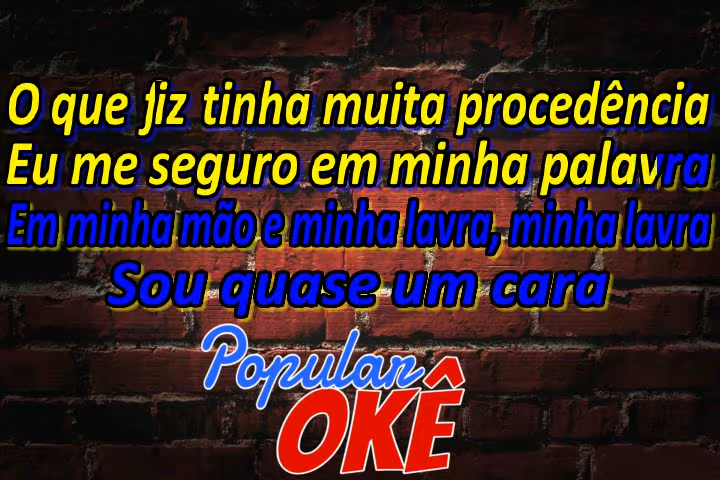 O que fiz tinha muita procedência
Eu me seguro em minha palavra
Em minha mão e minha lavra, minha lavra
Sou quase um cara
Popular
OKÊ